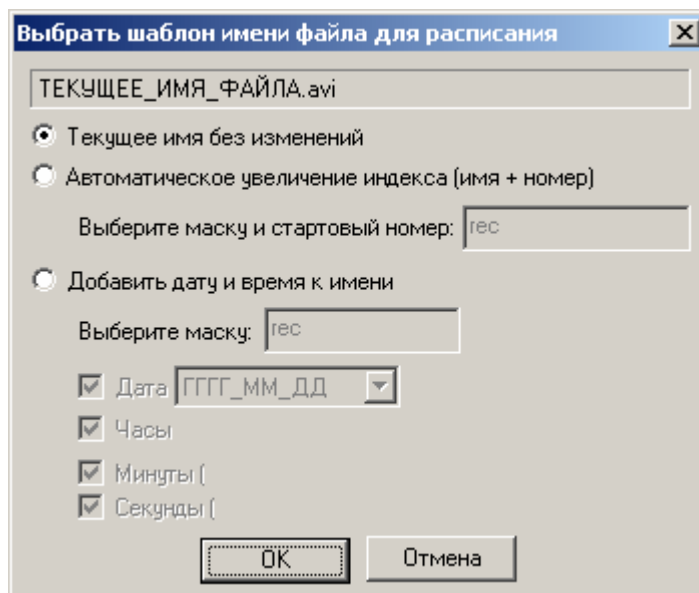 Выбрать шаблон имени файла для расписания
ТЕКУЩЕЕ_ИМЯ_ФАЙЛА.avi
Текущее имя без изменений
Автоматическое увеличение индекса (имя + номер)
Выберите маску и стартовый номер: rec
Добавить дату и время к имени
Выберите маску: rec
Дата ГГГГ_ММ_ДД
Часы
Минуты (
Секунды (
OK Отмена